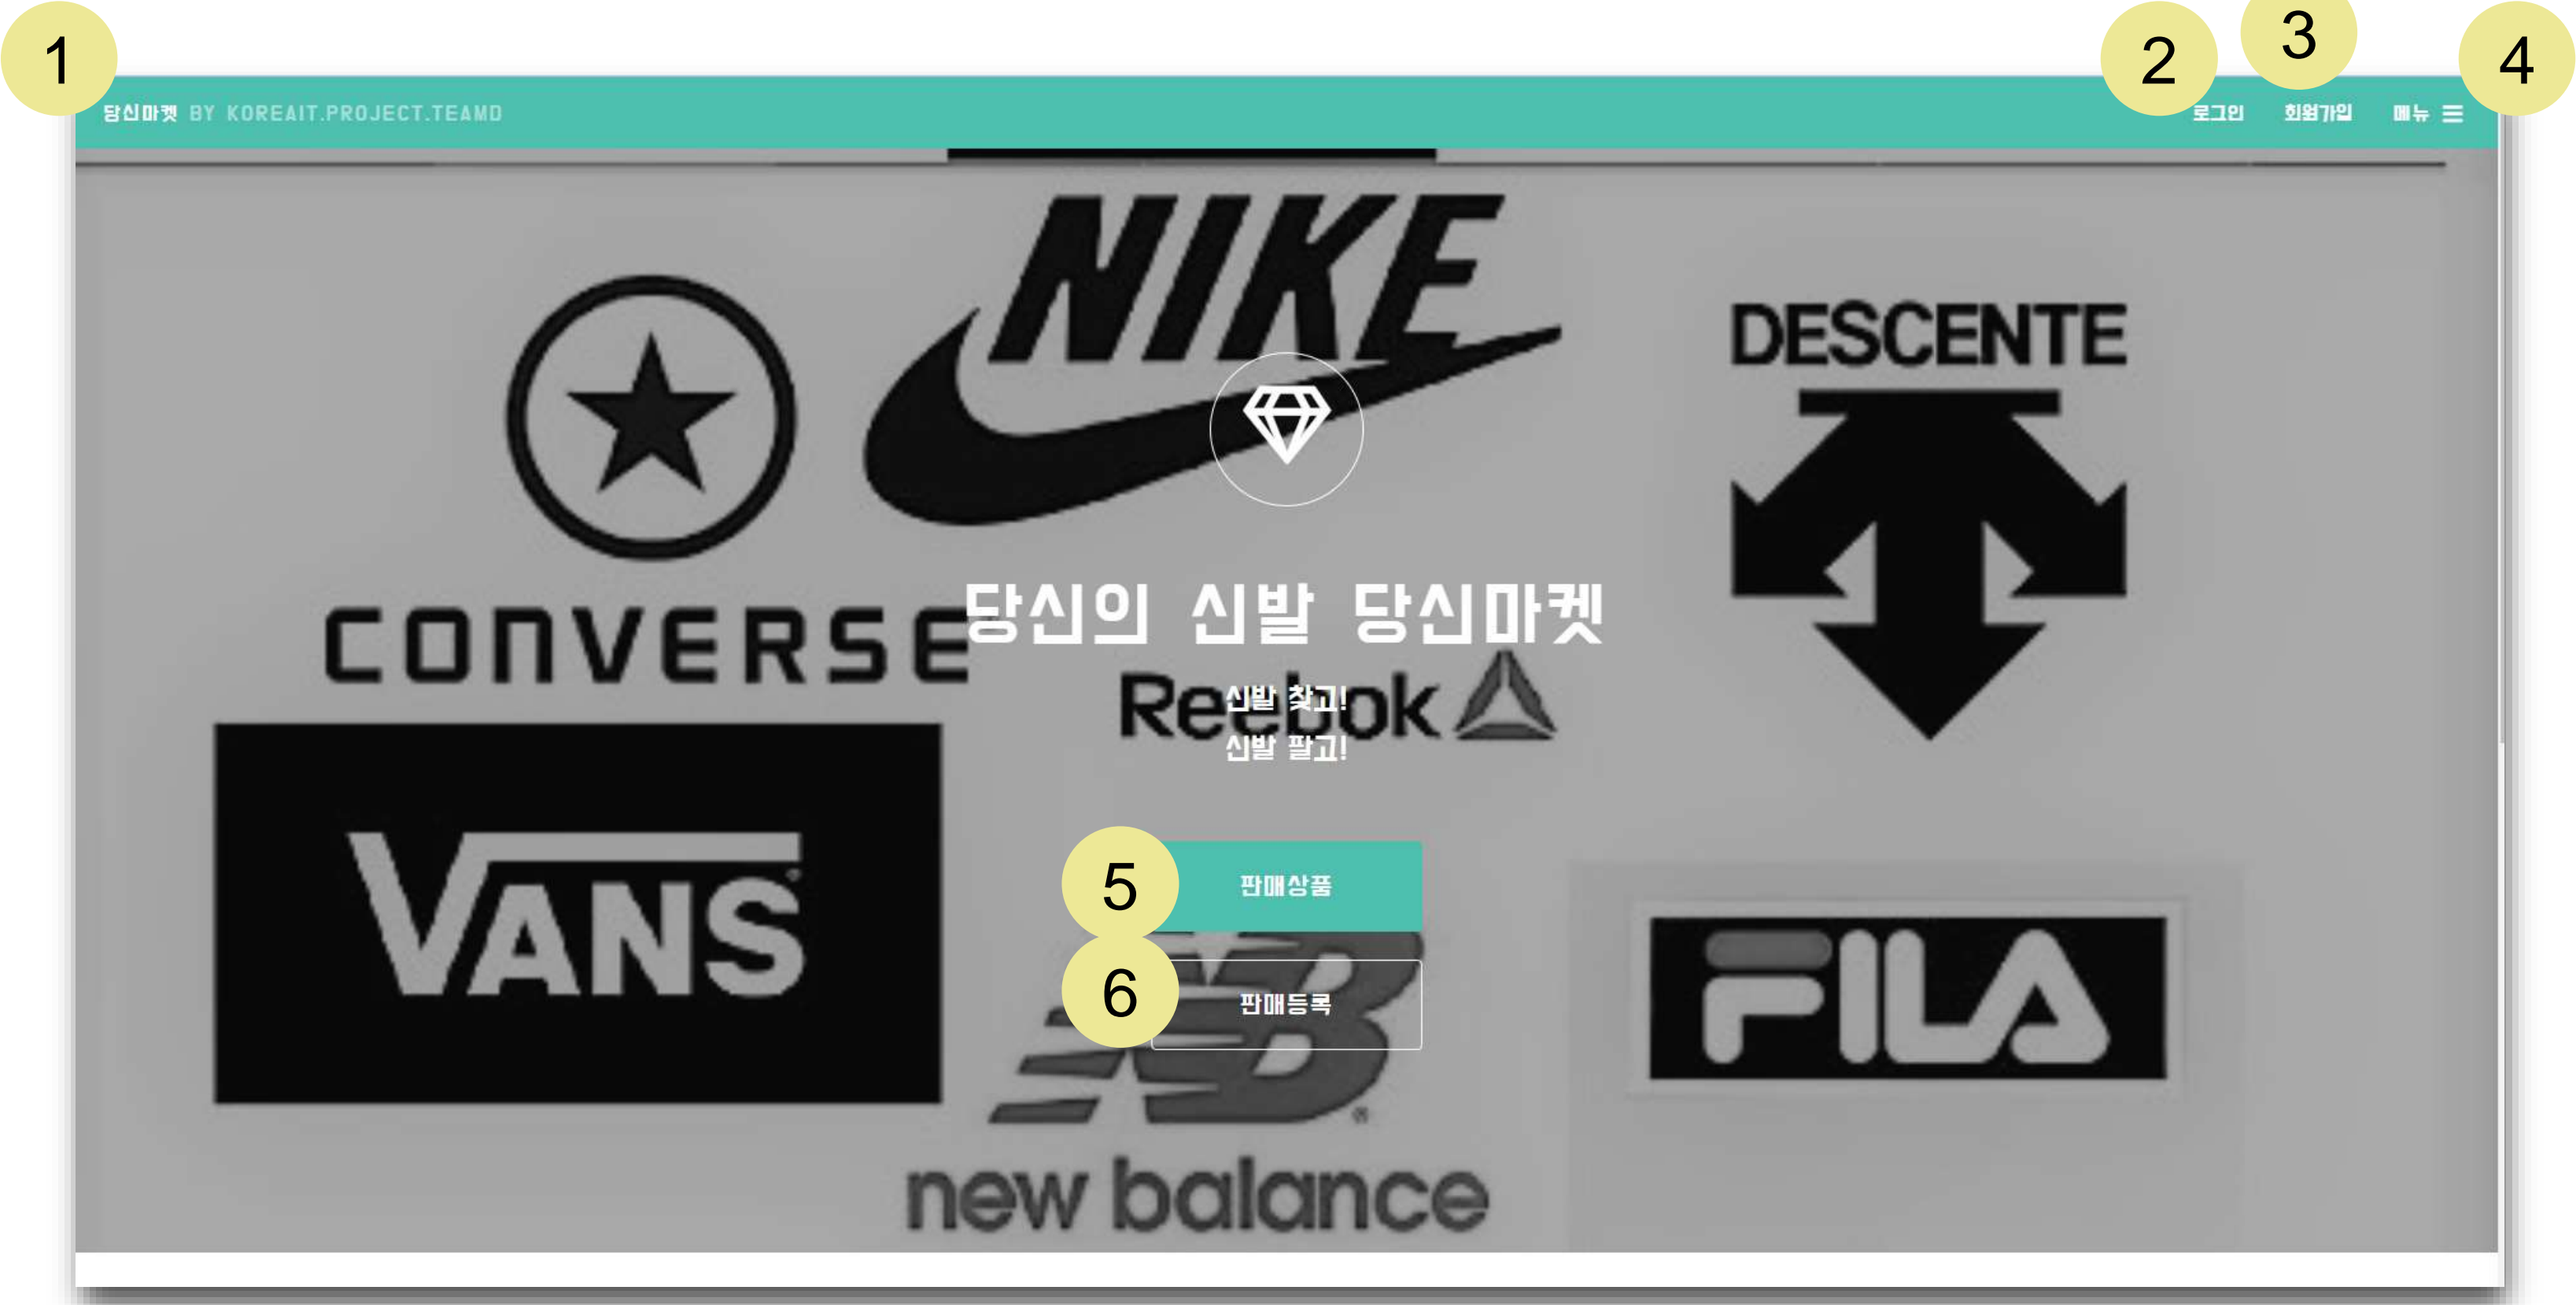 1
2
3
4
당신마켓 BY KOREAIT.PROJECT.TEAMD
로그인
회원가입
메뉴
NIKE
DESCENTE
CONVERSE
당신의 신발 당신마켓
Reebok
신발 찾고!
신발 팔고!
VANS
5
판매상품
6
판매등록
FILA
new balance